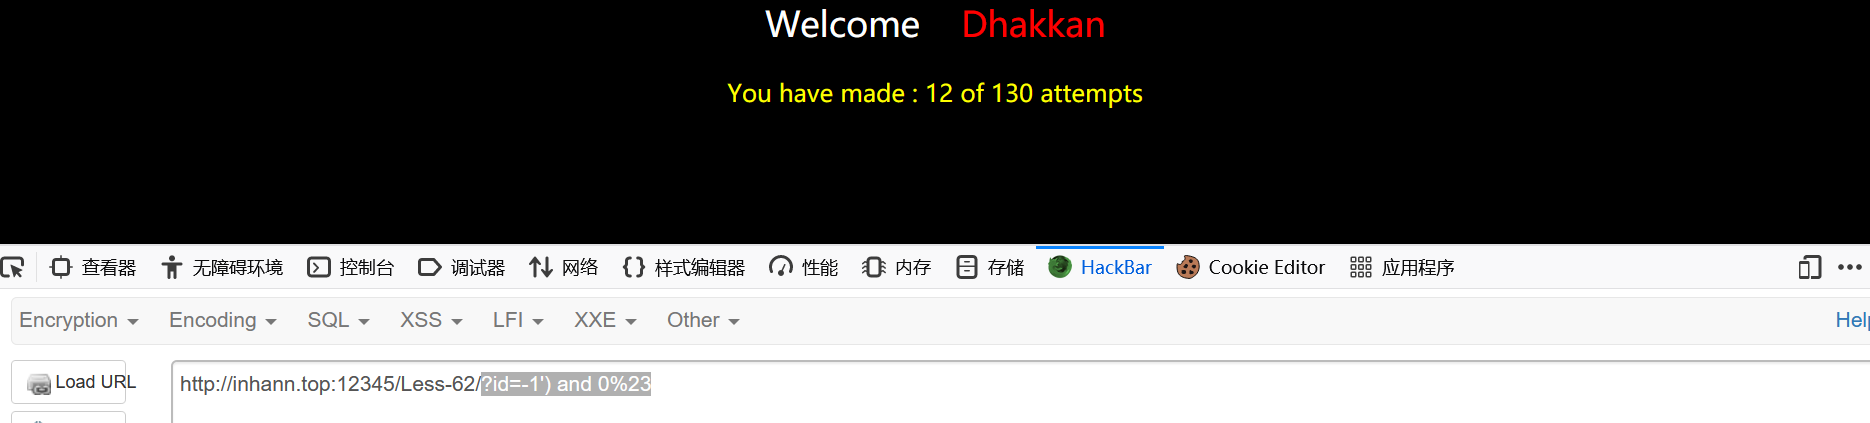 Welcome Dhakkan
You have made : 12 of 130 attempts
查看器 无障碍环境 控制台 调试器 网络 样式编辑器 性能 内存 存储 HackBar Cookie Editor 应用程序
Encryption Encoding SQL XSS LFI XXE Other Help
Load URL http://inhann.top:12345/Less-62/?id=-1') and 0%23